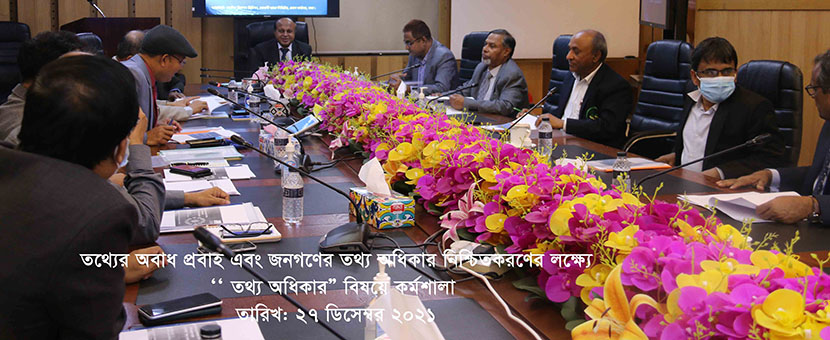 তথ্যের অবাধ প্রবাহ এবং জনগণের তথ্য অধিকার নিশ্চিতকরণের লক্ষ্যে
‘‘ তথ্য অধিকার” বিষয়ে কর্মশালা
তারিখ: ২৭ ডিসেম্বর ২০২১